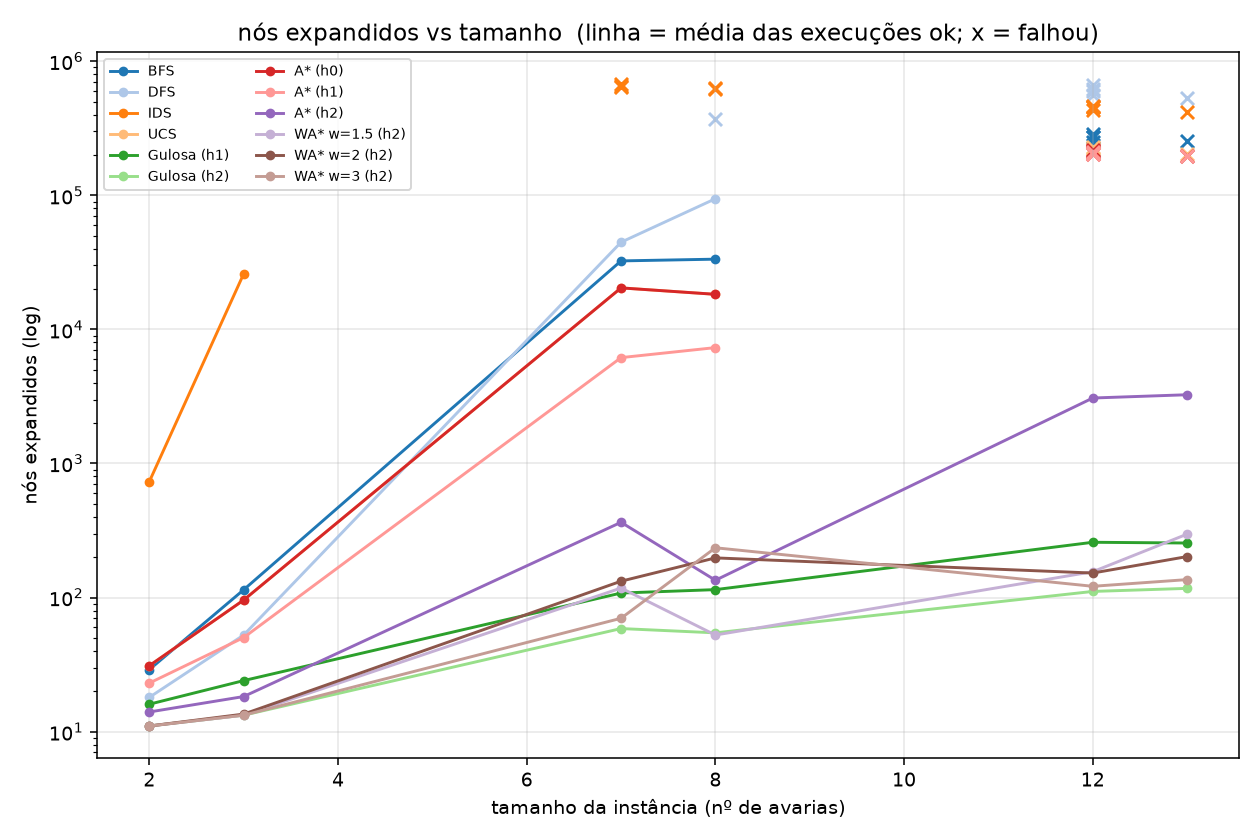 nós expandidos vs tamanho  (linha = média das execuções ok; x = falhou)
BFS
DFS
IDS
UCS
Gulosa (h1)
Gulosa (h2)
A* (h0)
A* (h1)
A* (h2)
WA* w=1.5 (h2)
WA* w=2 (h2)
WA* w=3 (h2)
nós expandidos (log)
10⁶
10⁵
10⁴
10³
10²
10¹
2
4
6
8
10
12
tamanho da instância (nº de avarias)